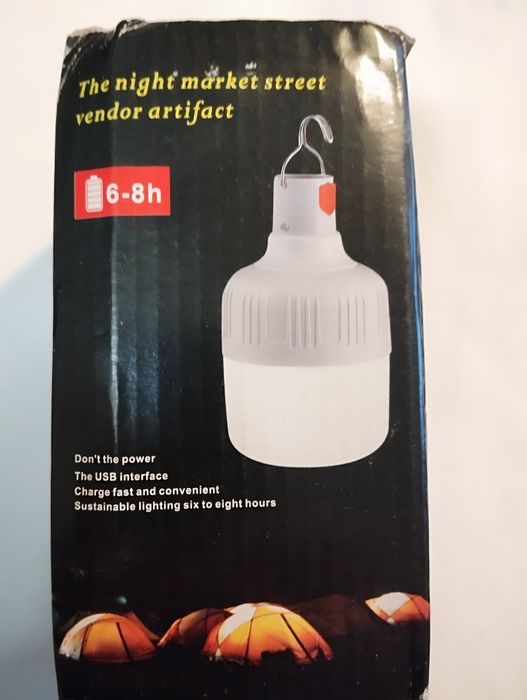 The night market street
vendor artifact
6-8h
Don't the power
The USB interface
Charge fast and convenient
Sustainable lighting six to eight hours